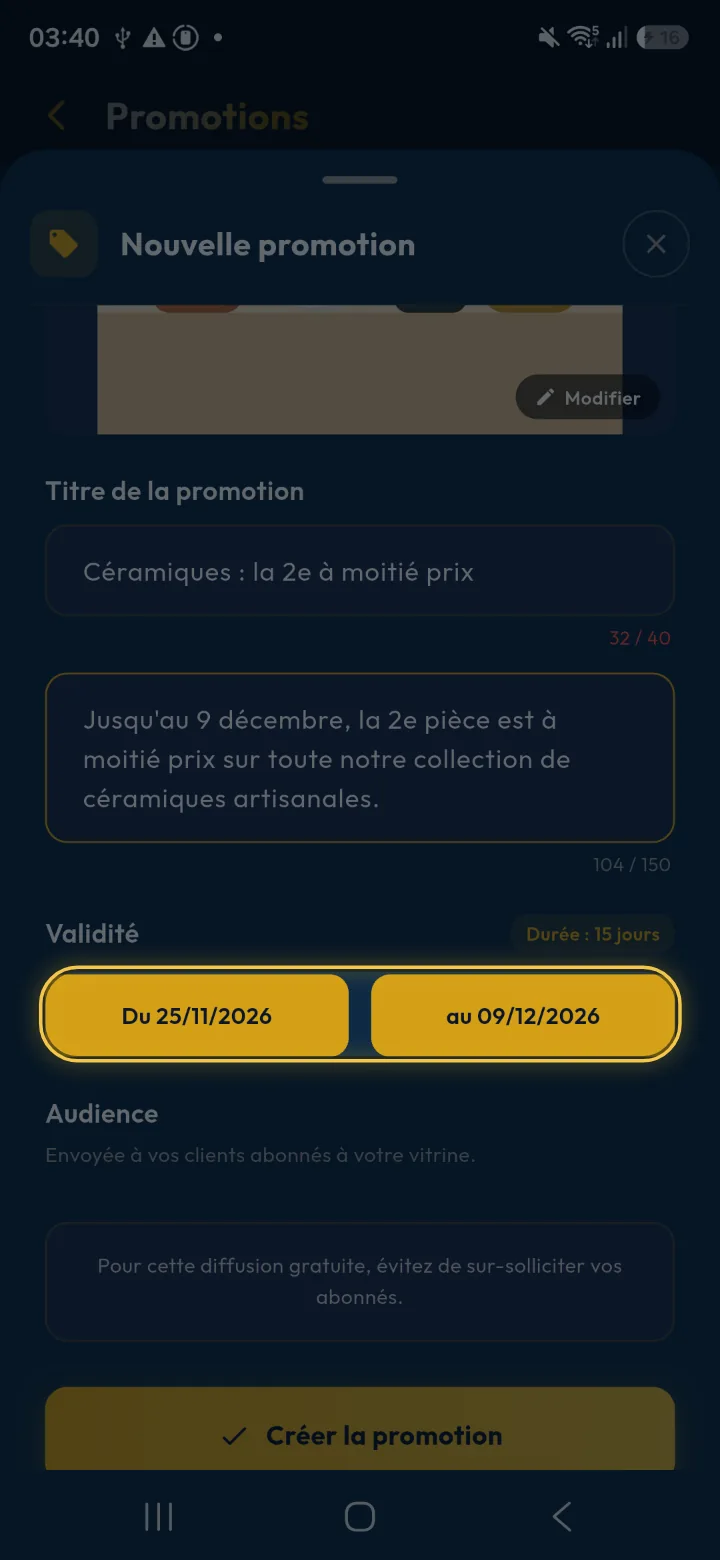 03:40
5
16
Promotions
Nouvelle promotion
Modifier
Titre de la promotion
Céramiques : la 2e à moitié prix
32 / 40
Jusqu'au 9 décembre, la 2e pièce est à
moitié prix sur toute notre collection de
céramiques artisanales.
104 / 150
Validité
Durée : 15 jours
Du 25/11/2026
au 09/12/2026
Audience
Envoyée à vos clients abonnés à votre vitrine.
Pour cette diffusion gratuite, évitez de sur-solliciter vos
abonnés.
Créer la promotion